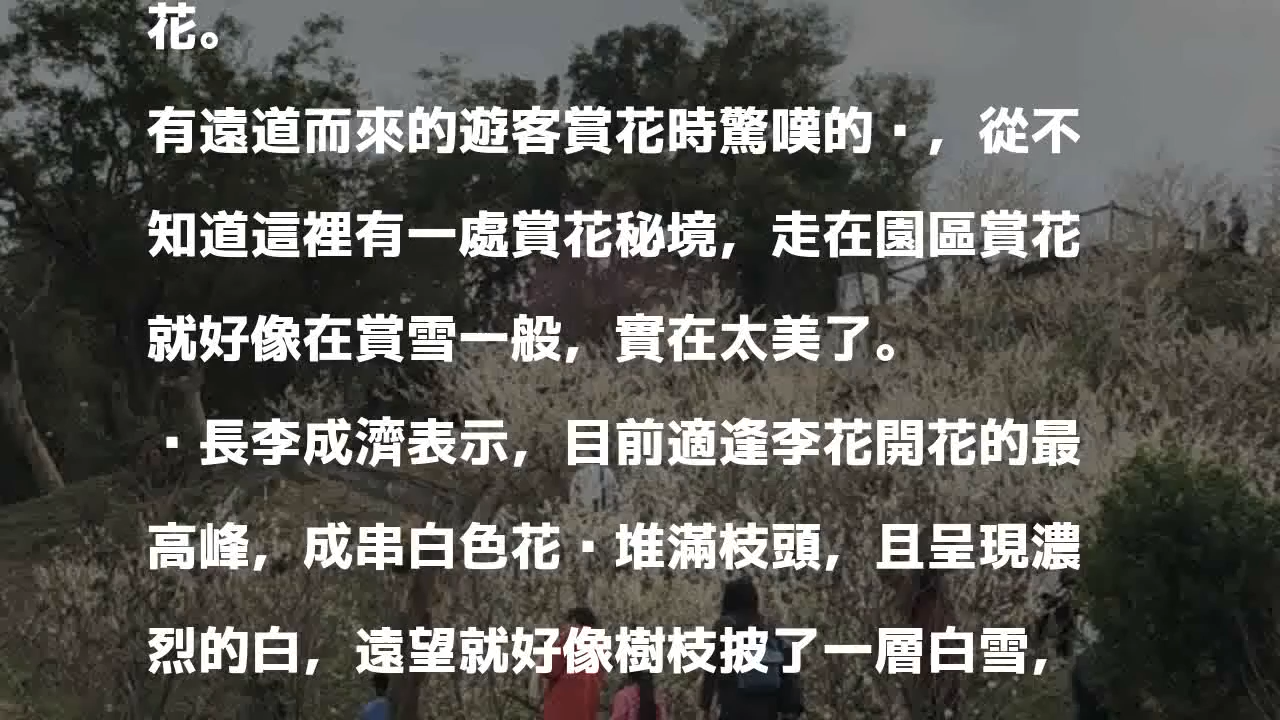 花。
有遠道而來的遊客賞花時驚嘆的▪，從不
知道這裡有一處賞花秘境，走在園區賞花
就好像在賞雪一般，實在太美了。
▪長李成濟表示，目前適逢李花開花的最
高峰，成串白色花▪堆滿枝頭，且呈現濃
烈的白，遠望就好像樹枝披了一層白雪，